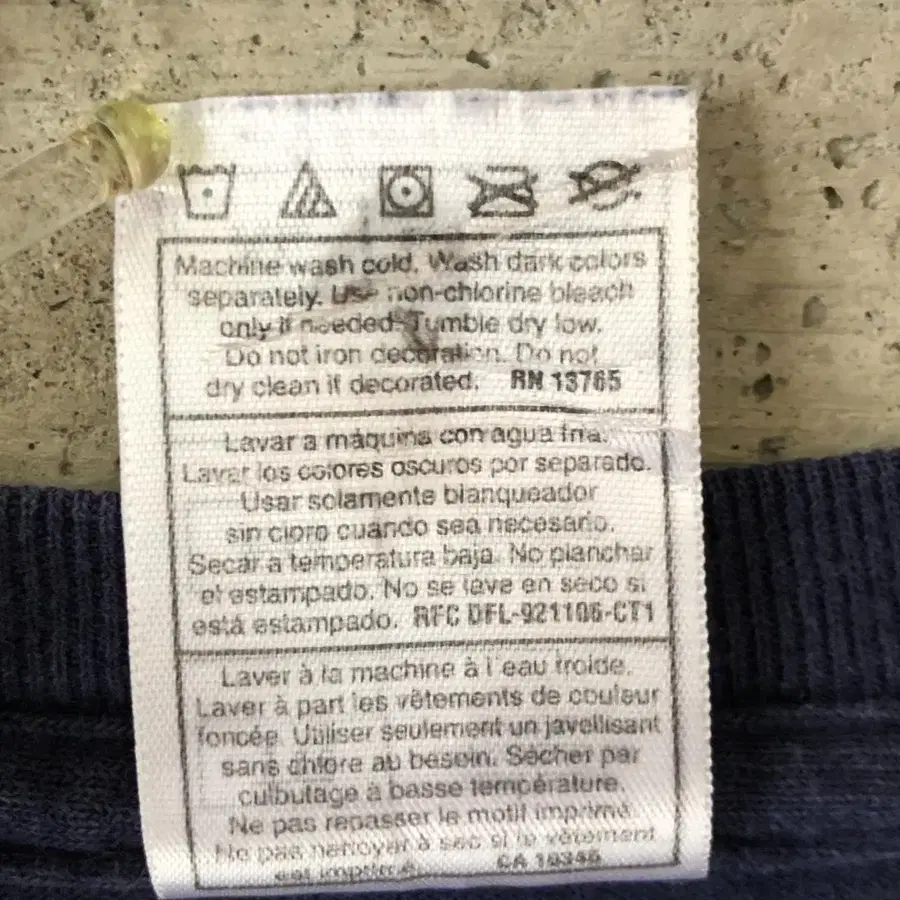 Machine wash cold. Wash dark colors
separately. Use non-chlorine bleach
only if needed. Tumble dry low.
Do not iron decoration. Do not
dry clean if decorated. RN 13765
Lavar a máquina con agua fria.
Lavar los colores oscuros por separado.
Usar solamente blanqueador
sin cloro cuando sea necesario.
Secar a temperatura baja. No planchar
el estampado. No se lave en seco si
está estampado. RFC DFL-921106-CT1
Laver à la machine à l'eau froide.
Laver à part les vêtements de couleur
foncée. Utiliser seulement un javellisant
sans chlore au besoin. Sécher par
culbutage à basse température.
Ne pas repasser le motif imprimé.
Ne pas nettoyer à sec si le vêtement
est imprimé. CA 10346